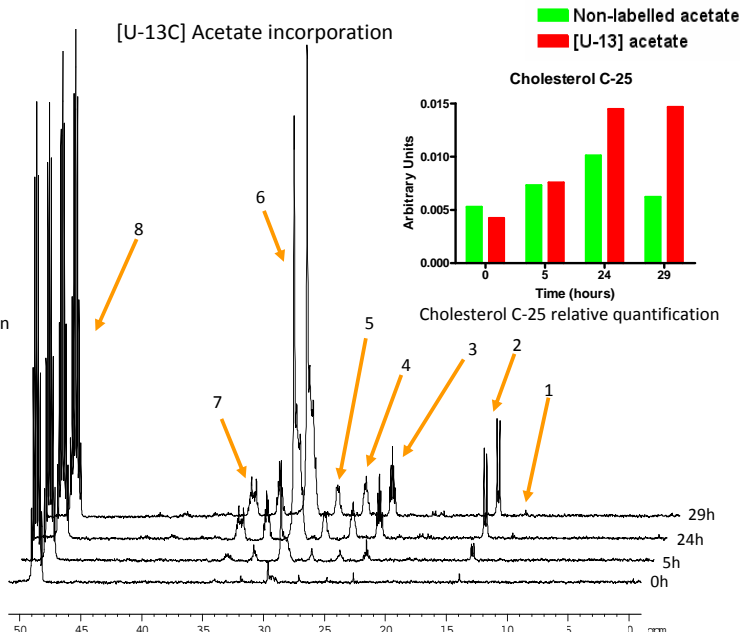 [U-13C] Acetate incorporation
Non-labelled acetate
[U-13] acetate
Cholesterol C-25
Arbitrary Units
0.015
0.010
0.005
0.000
0
5
24
29
Time (hours)
Cholesterol C-25 relative quantification
n
8
6
7
5
4
3
2
1
29h
24h
5h
0h
50
45
40
35
30
25
20
15
10
5
0
ppm